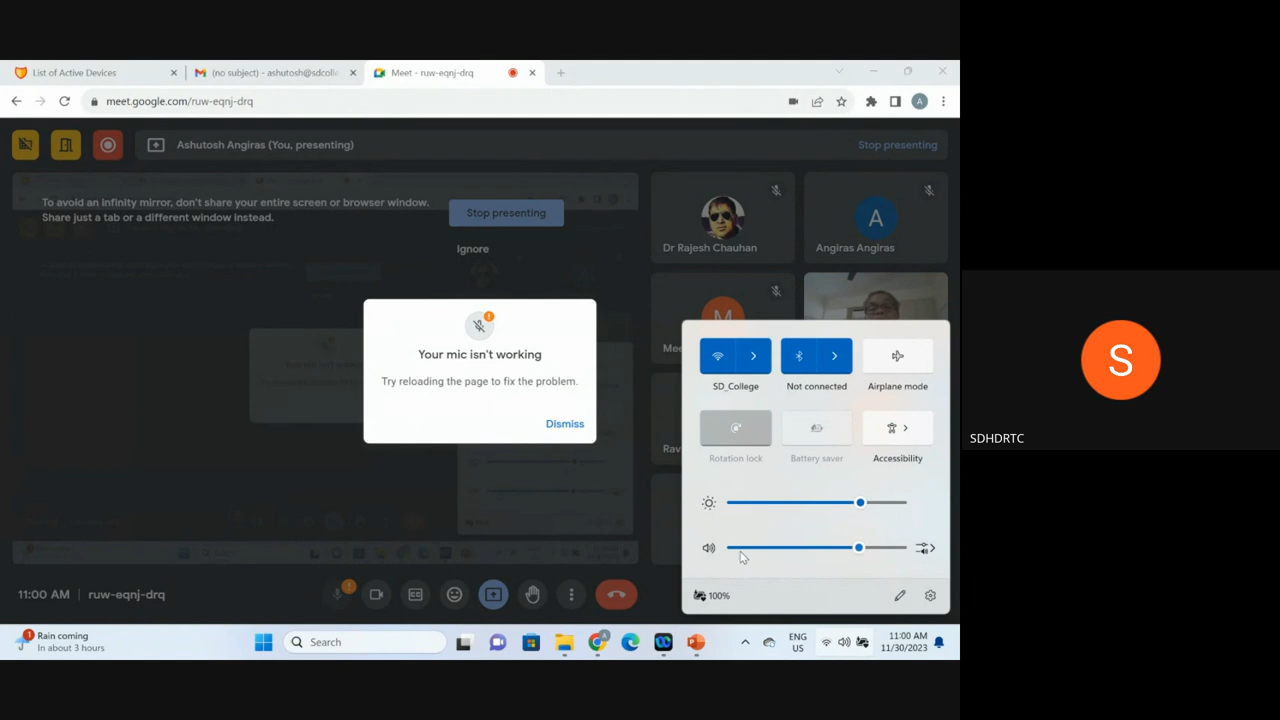 List of Active Devices
(no subject) - ashutosh@sdcoll
Meet - ruw-eqnj-drq
meet.google.com/ruw-eqnj-drq
A
Ashutosh Angiras (You, presenting)
Stop presenting
To avoid an infinity mirror, don't share your entire screen or browser window.
Share just a tab or a different window instead.
Stop presenting
Ignore
Dr Rajesh Chauhan
A
Angiras Angiras
M
Mee
Rav
Your mic isn't working
Try reloading the page to fix the problem.
Dismiss
SD_College
Not connected
Airplane mode
Rotation lock
Battery saver
Accessibility
100%
11:00 AM
ruw-eqnj-drq
Rain coming
In about 3 hours
Search
ENG
US
11:00 AM
11/30/2023
S
SDHDRTC